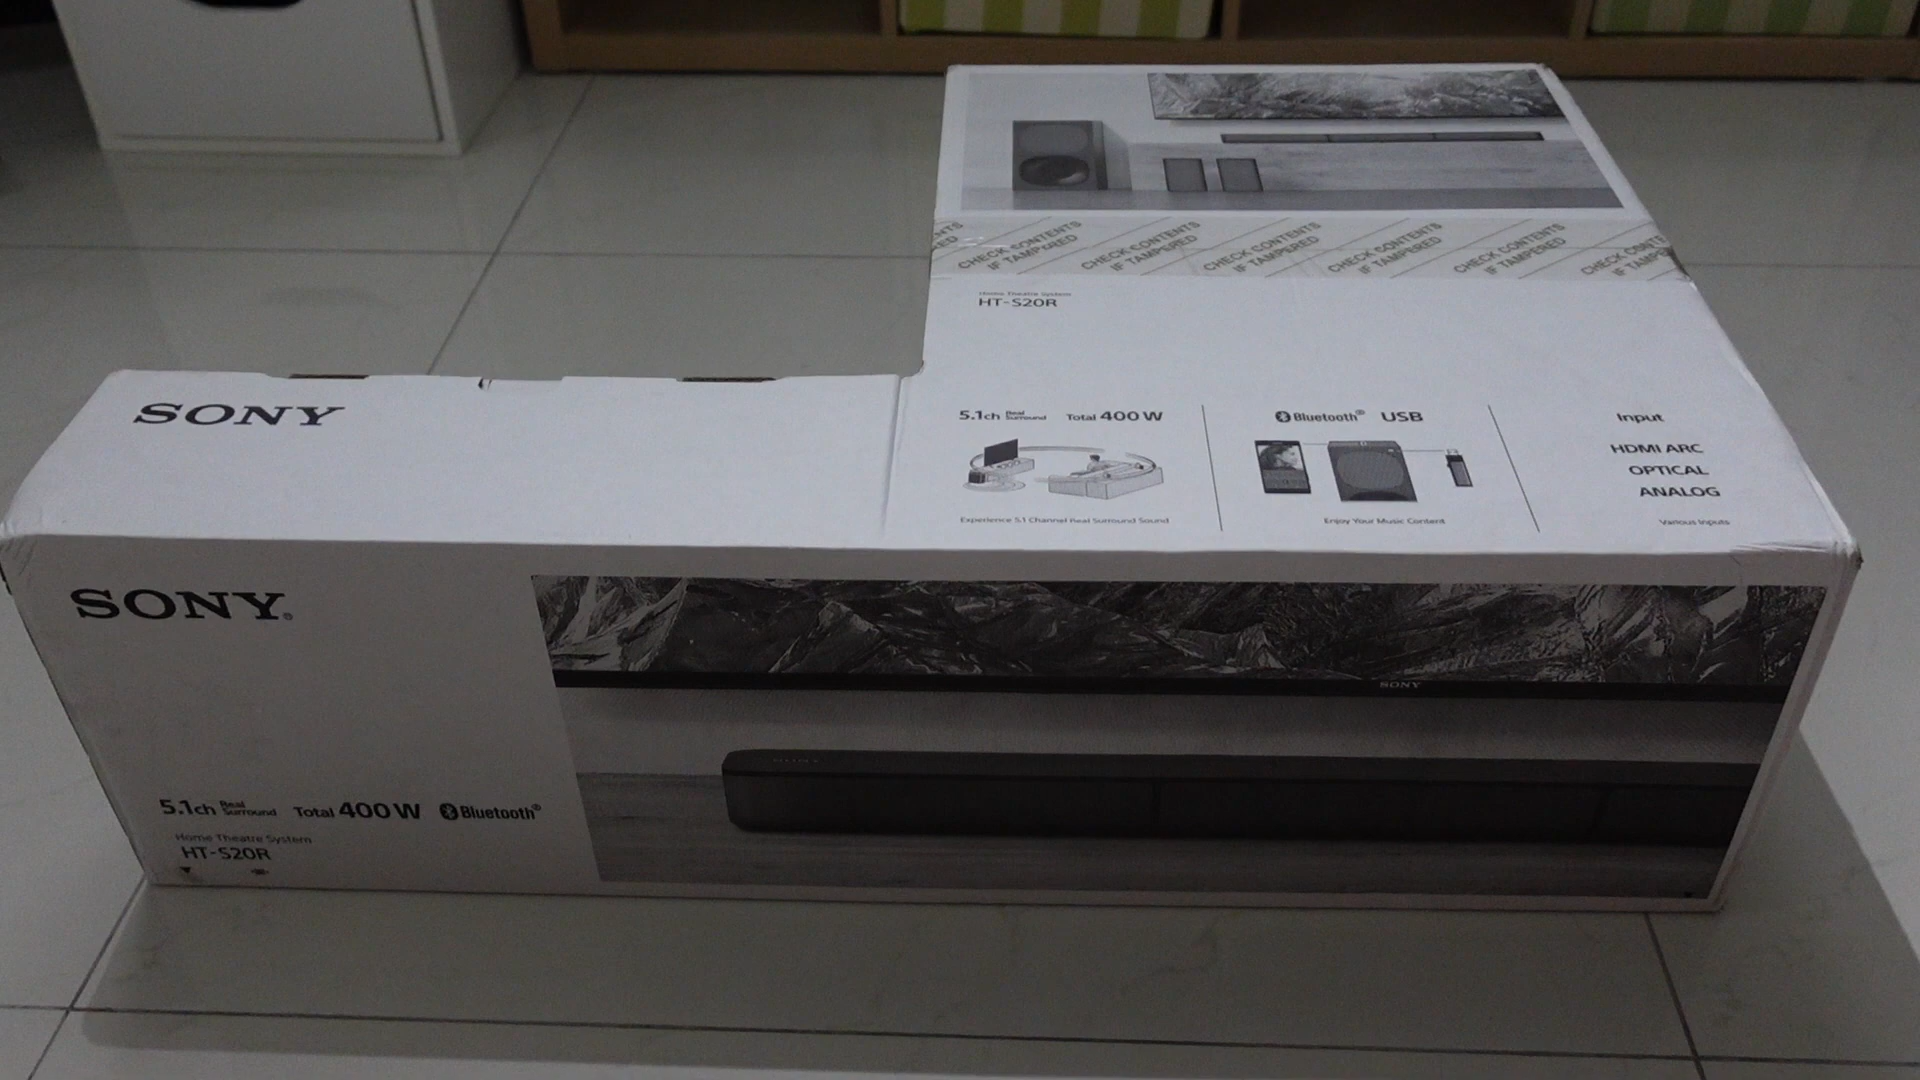 CHECK CONTENTS
IF TAMPERED
CHECK CONTENTS
IF TAMPERED
CHECK CONTENTS
IF TAMPERED
CHECK CONTENTS
IF TAMPERED
CHECK CONTENTS
IF TAMPERED
Home Theatre System
HT-S20R
SONY
5.1ch Real Surround Total 400 W
Experience 5.1 Channel Real Surround Sound
Bluetooth® USB
Enjoy Your Music Content
Input
HDMI ARC
OPTICAL
ANALOG
Various Inputs
SONY®
SONY
SONY
5.1ch Real Surround Total 400 W Bluetooth®
Home Theatre System
HT-S20R